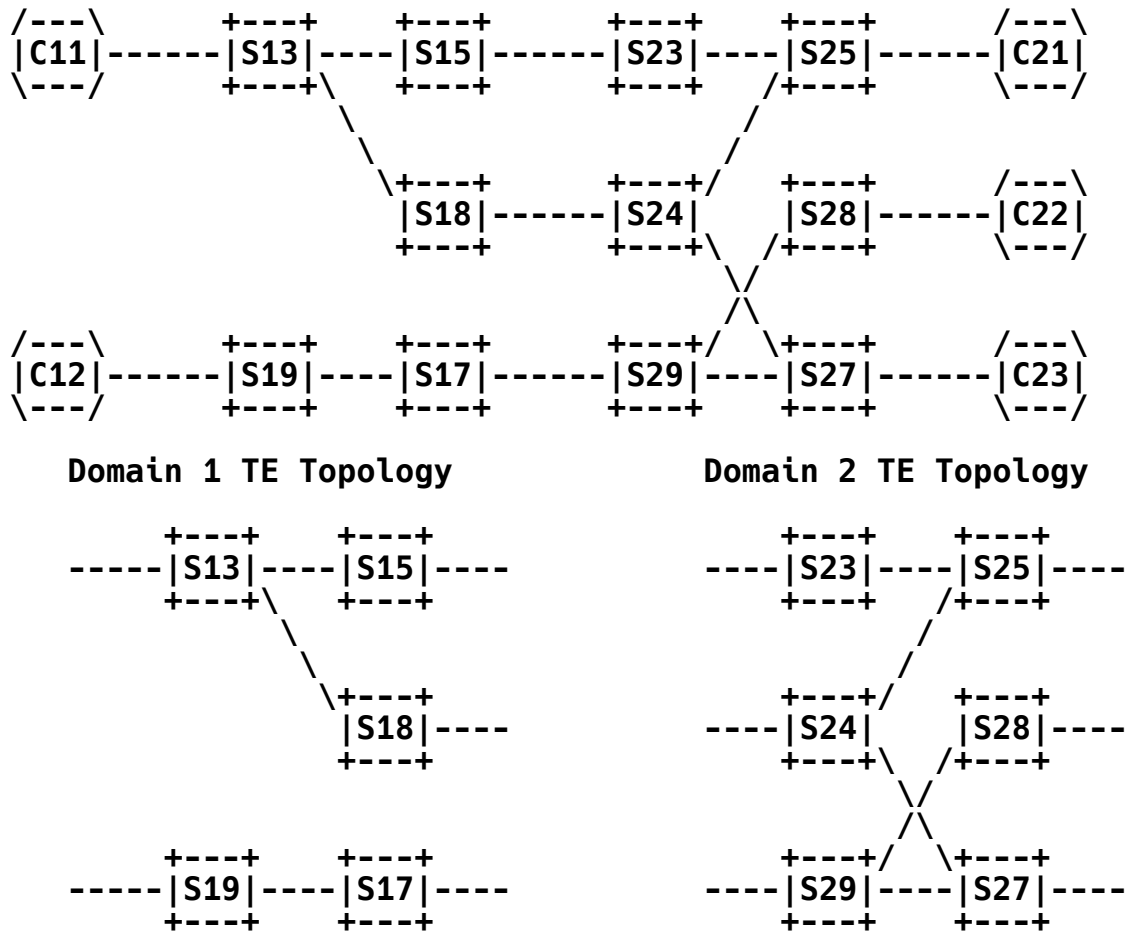 /---\      +---+    +---+      +---+    +---+      /---\
|C11|------|S13|----|S15|------|S23|----|S25|------|C21|
\---/      +---+\   +---+      +---+   /+---+      \---/
                 \                    /
                  \                  /
                   \+---+      +---+/   +---+      /---\
                    |S18|------|S24|    |S28|------|C22|
                    +---+      +---+\  /+---+      \---/
                                     \/
                                     /\
/---\      +---+    +---+      +---+/  \+---+      /---\
|C12|------|S19|----|S17|------|S29|----|S27|------|C23|
\---/      +---+    +---+      +---+    +---+      \---/
Domain 1 TE Topology             Domain 2 TE Topology
     +---+    +---+                  +---+    +---+
-----|S13|----|S15|----          ----|S23|----|S25|----
     +---+\   +---+                  +---+   /+---+
           \                                /
            \                              /
             \+---+                  +---+/   +---+
              |S18|----          ----|S24|    |S28|----
              +---+                  +---+\  /+---+
                                           \/
                                           /\
     +---+    +---+                  +---+/  \+---+
-----|S19|----|S17|----          ----|S29|----|S27|----
     +---+    +---+                  +---+    +---+